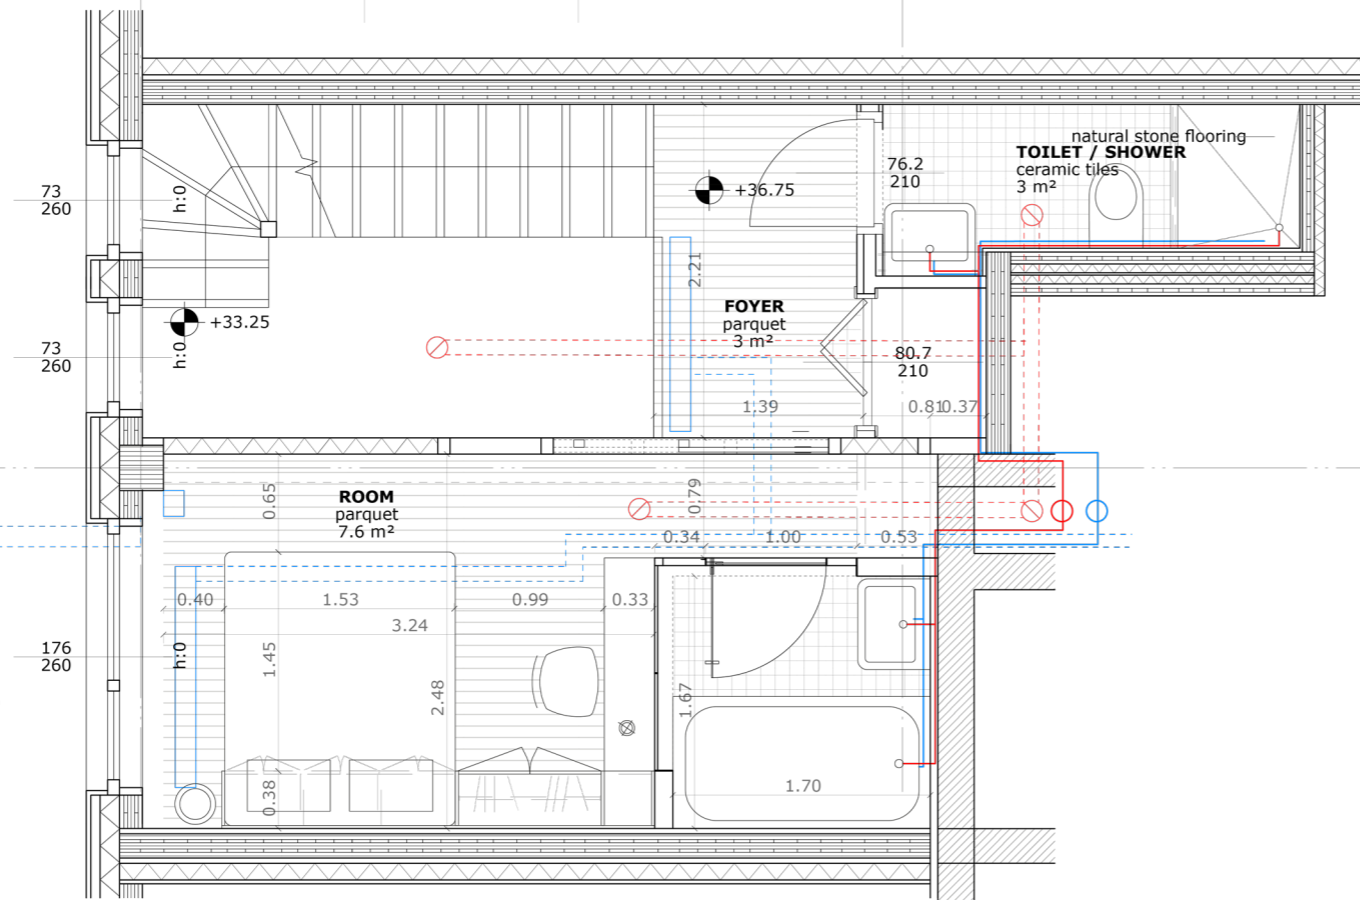 natural stone flooring
TOILET / SHOWER
ceramic tiles
3 m²
76.2
210
+36.75
73
260
h:0
2.21
FOYER
parquet
3 m²
+33.25
h:0
73
260
80.7
210
1.39
0.81
0.37
ROOM
parquet
7.6 m²
0.65
0.79
0.34
1.00
0.53
0.40
1.53
0.99
0.33
3.24
176
260
h:0
1.45
2.48
1.67
1.70
0.38